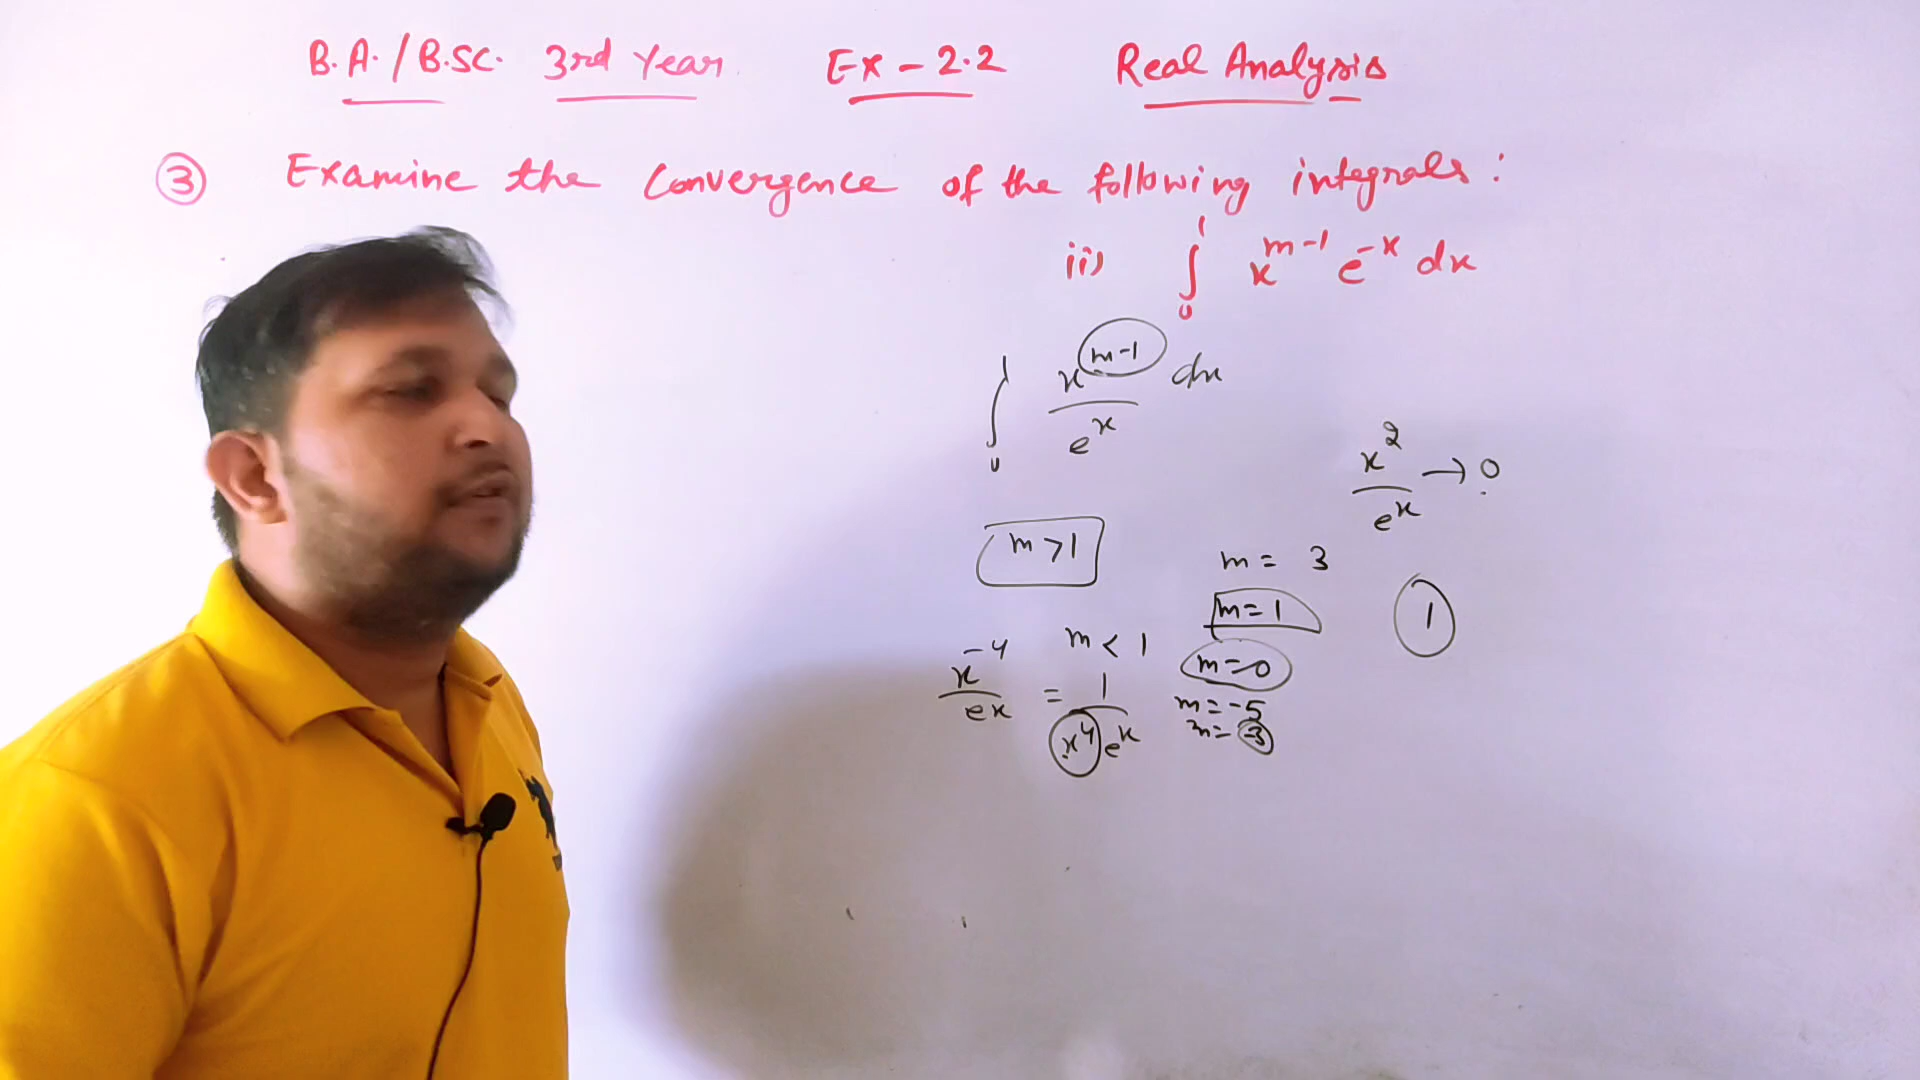 B.A./B.SC. 3rd Year Ex-2.2 Real Analysis
③ Examine the Convergence of the following integrals:
ii) ∫₀¹ x^{m-1} e^{-x} dx
∫₀¹ x^{m-1}/e^x dx
x²/e^x → 0
m>1
m = 3
m=1
1
m < 1
m=0
x^{-4}/ex = 1/(x⁴ e^x)
m=-5
m=-3